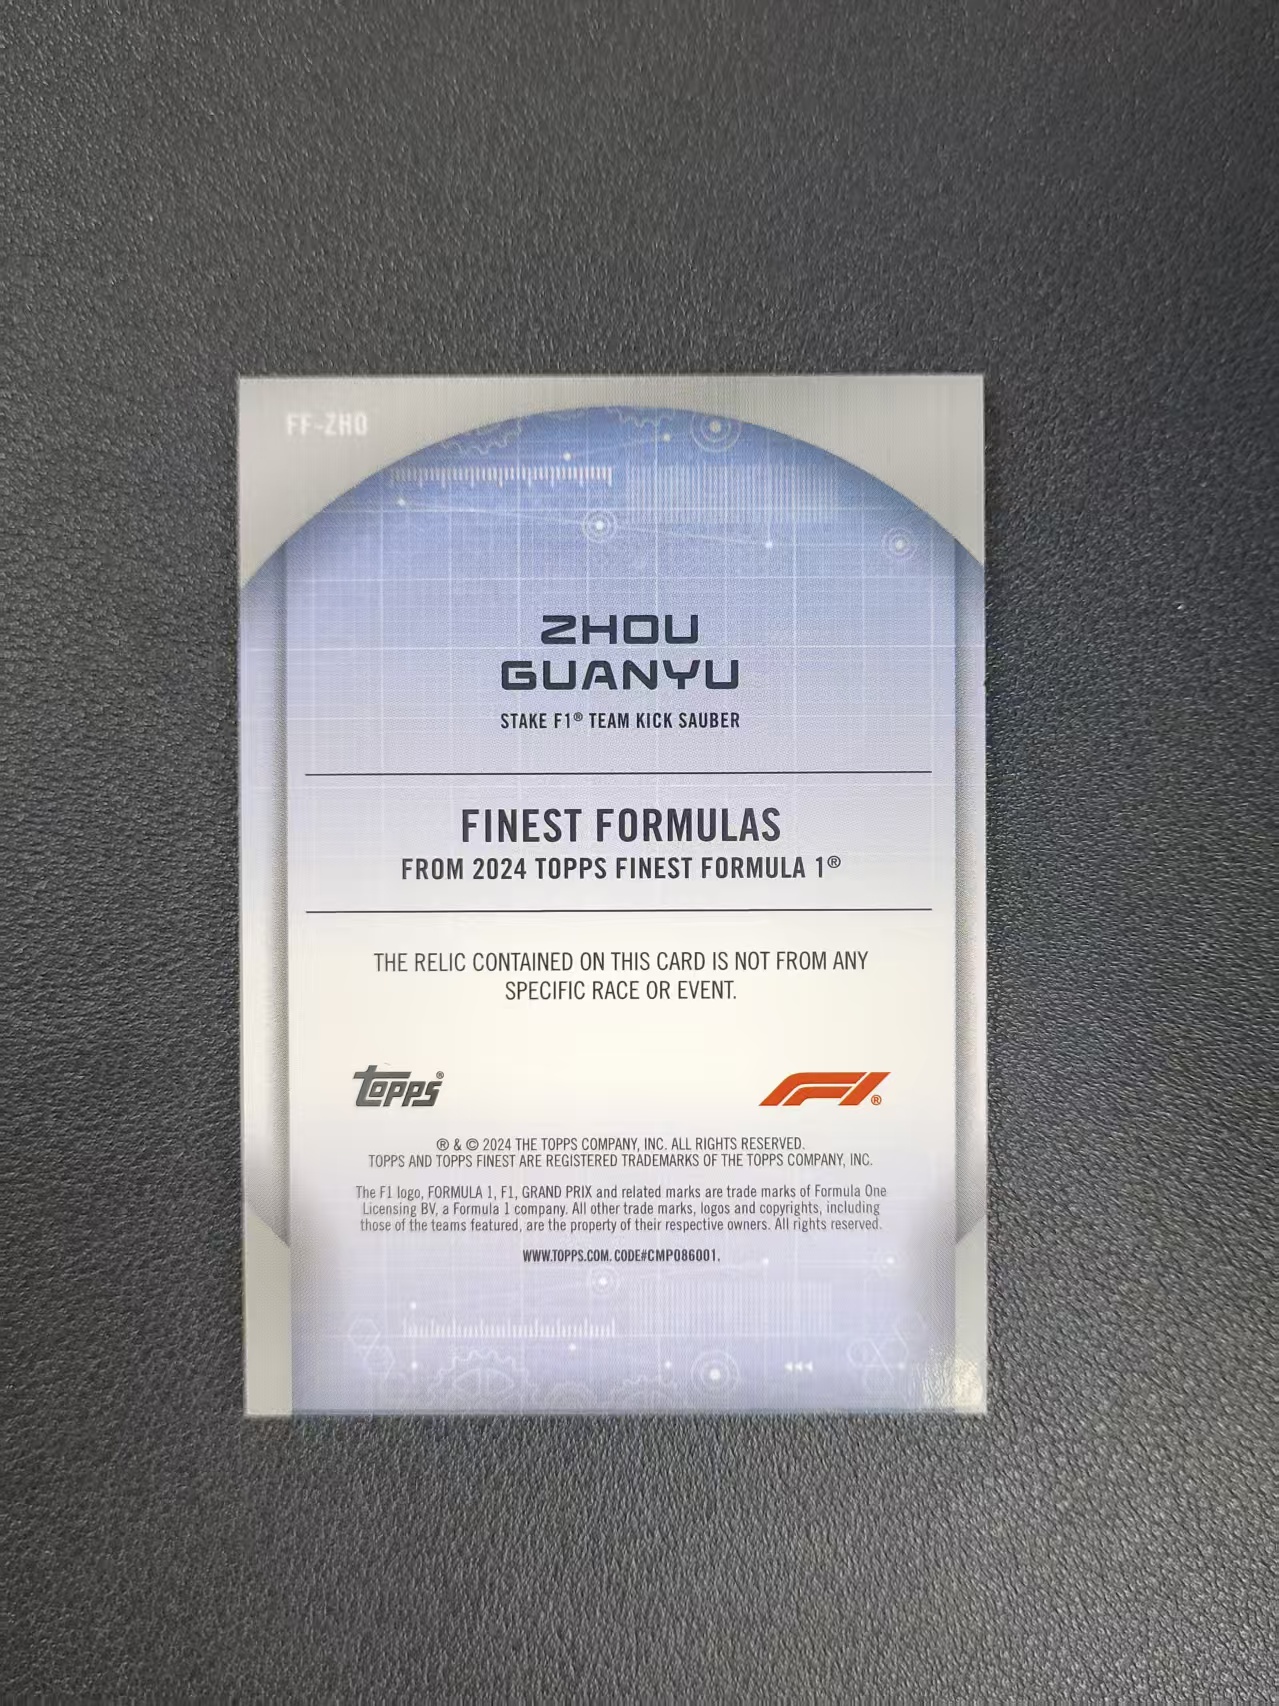 FF-ZHO
ZHOU
GUANYU
STAKE F1® TEAM KICK SAUBER
FINEST FORMULAS
FROM 2024 TOPPS FINEST FORMULA 1®
THE RELIC CONTAINED ON THIS CARD IS NOT FROM ANY
SPECIFIC RACE OR EVENT.
Topps®
F1®
® & © 2024 THE TOPPS COMPANY, INC. ALL RIGHTS RESERVED.
TOPPS AND TOPPS FINEST ARE REGISTERED TRADEMARKS OF THE TOPPS COMPANY, INC.
The F1 logo, FORMULA 1, F1, GRAND PRIX and related marks are trade marks of Formula One
Licensing BV, a Formula 1 company. All other trade marks, logos and copyrights, including
those of the teams featured, are the property of their respective owners. All rights reserved.
WWW.TOPPS.COM. CODE#CMP086001.